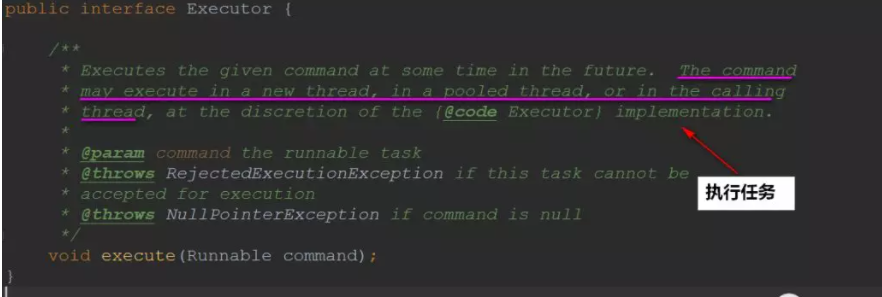 public interface Executor {
/**
* Executes the given command at some time in the future.  The command
* may execute in a new thread, in a pooled thread, or in the calling
* thread, at the discretion of the {@code Executor} implementation.
*
* @param command the runnable task
* @throws RejectedExecutionException if this task cannot be
* accepted for execution
* @throws NullPointerException if command is null
*/
void execute(Runnable command);
}
执行任务